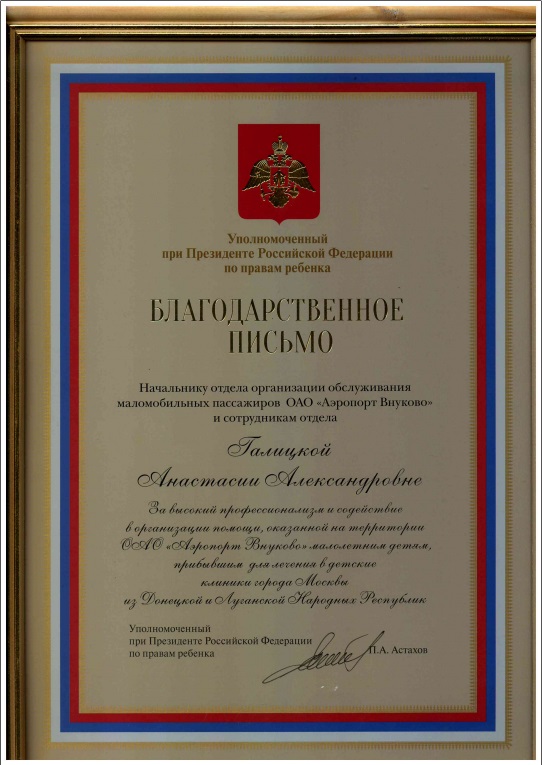 Уполномоченный
при Президенте Российской Федерации
по правам ребенка
БЛАГОДАРСТВЕННОЕ
ПИСЬМО
Начальнику отдела организации обслуживания
маломобильных пассажиров ОАО «Аэропорт Внуково»
и сотрудникам отдела
Галицкой
Анастасии Александровне
За высокий профессионализм и содействие
в организации помощи, оказанной на территории
ОАО «Аэропорт Внуково» малолетним детям,
прибывшим для лечения в детские
клиники города Москвы
из Донецкой и Луганской Народных Республик
Уполномоченный
при Президенте Российской Федерации
по правам ребенка
П.А. Астахов